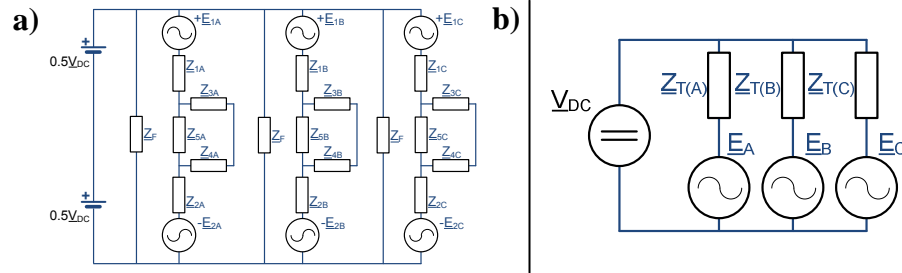 a)
+E1A
+E1B
+E1C
0.5VDC
Z1A
Z1B
Z1C
Z3A
Z3B
Z3C
ZF
Z5A
ZF
Z5B
ZF
Z5C
Z4A
Z4B
Z4C
0.5VDC
Z2A
Z2B
Z2C
-E2A
-E2B
-E2C
b)
VDC
ZT(A)
ZT(B)
ZT(C)
EA
EB
EC